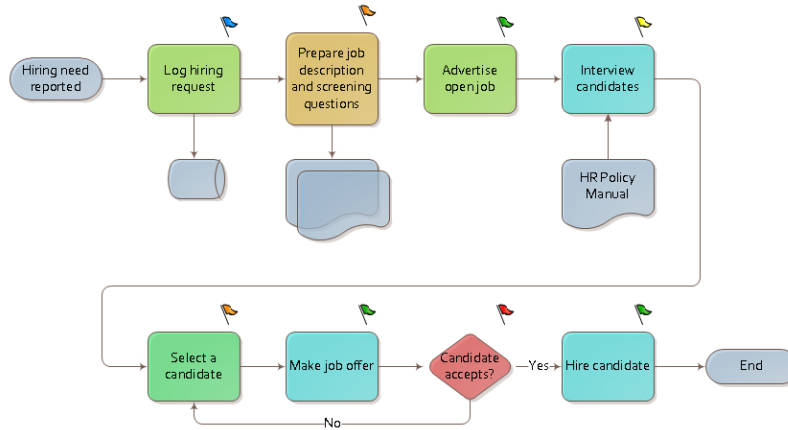 Hiring need
reported
Log hiring
request
Prepare job
description
and screening
questions
Advertise
open job
Interview
candidates
HR Policy
Manual
Select a
candidate
Make job offer
Candidate
accepts?
Yes
Hire candidate
End
No